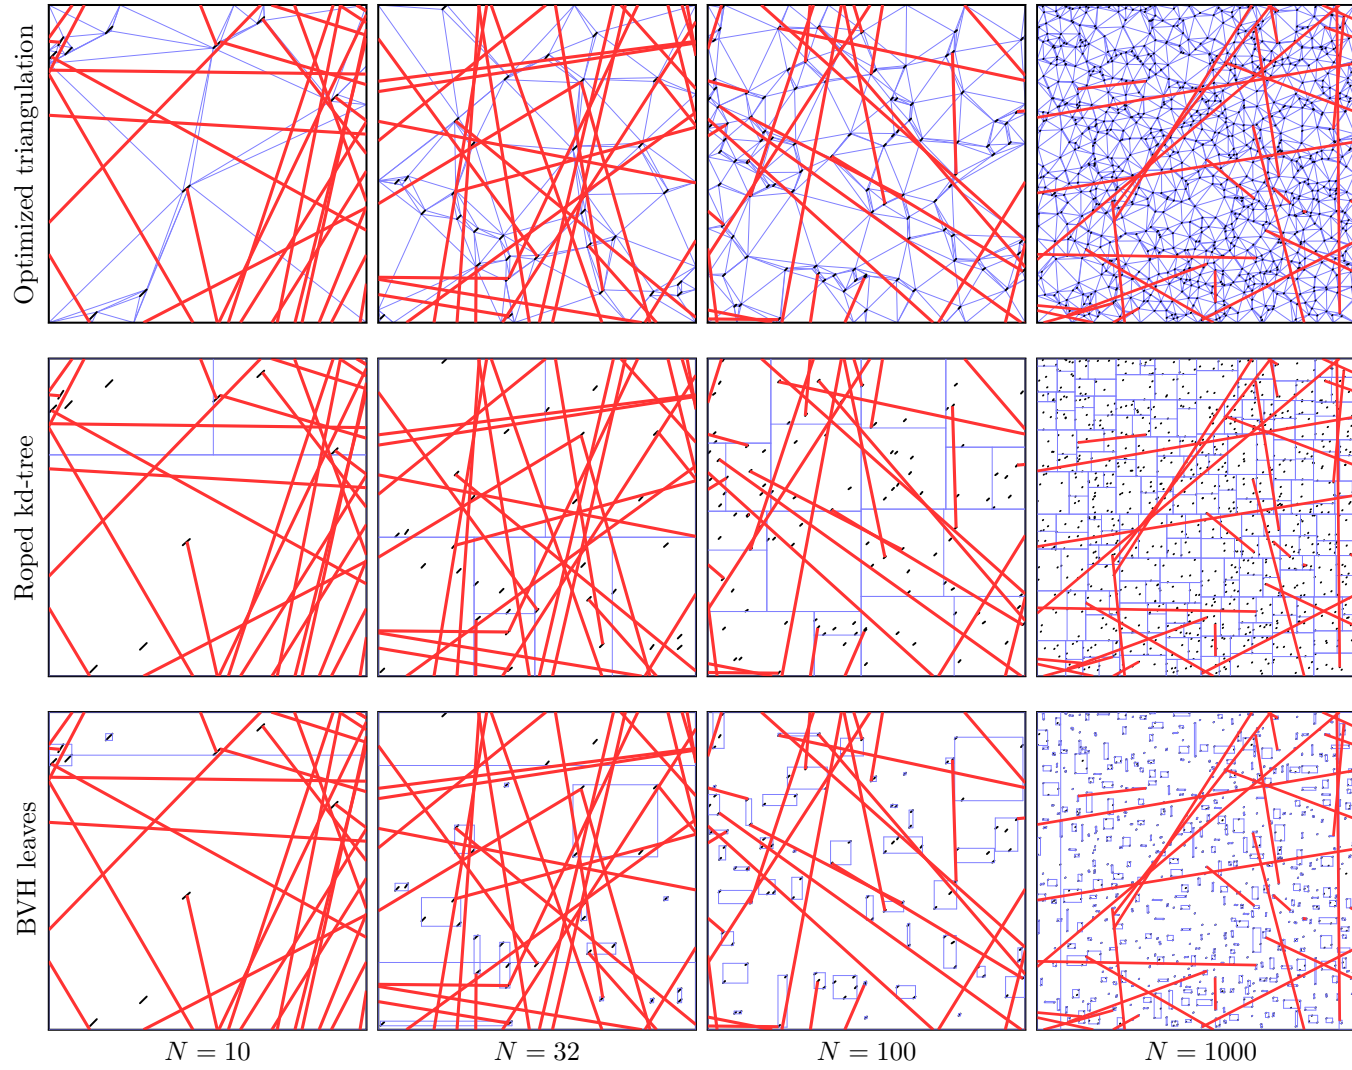 Optimized triangulation
Roped kd-tree
BVH leaves
N = 10
N = 32
N = 100
N = 1000